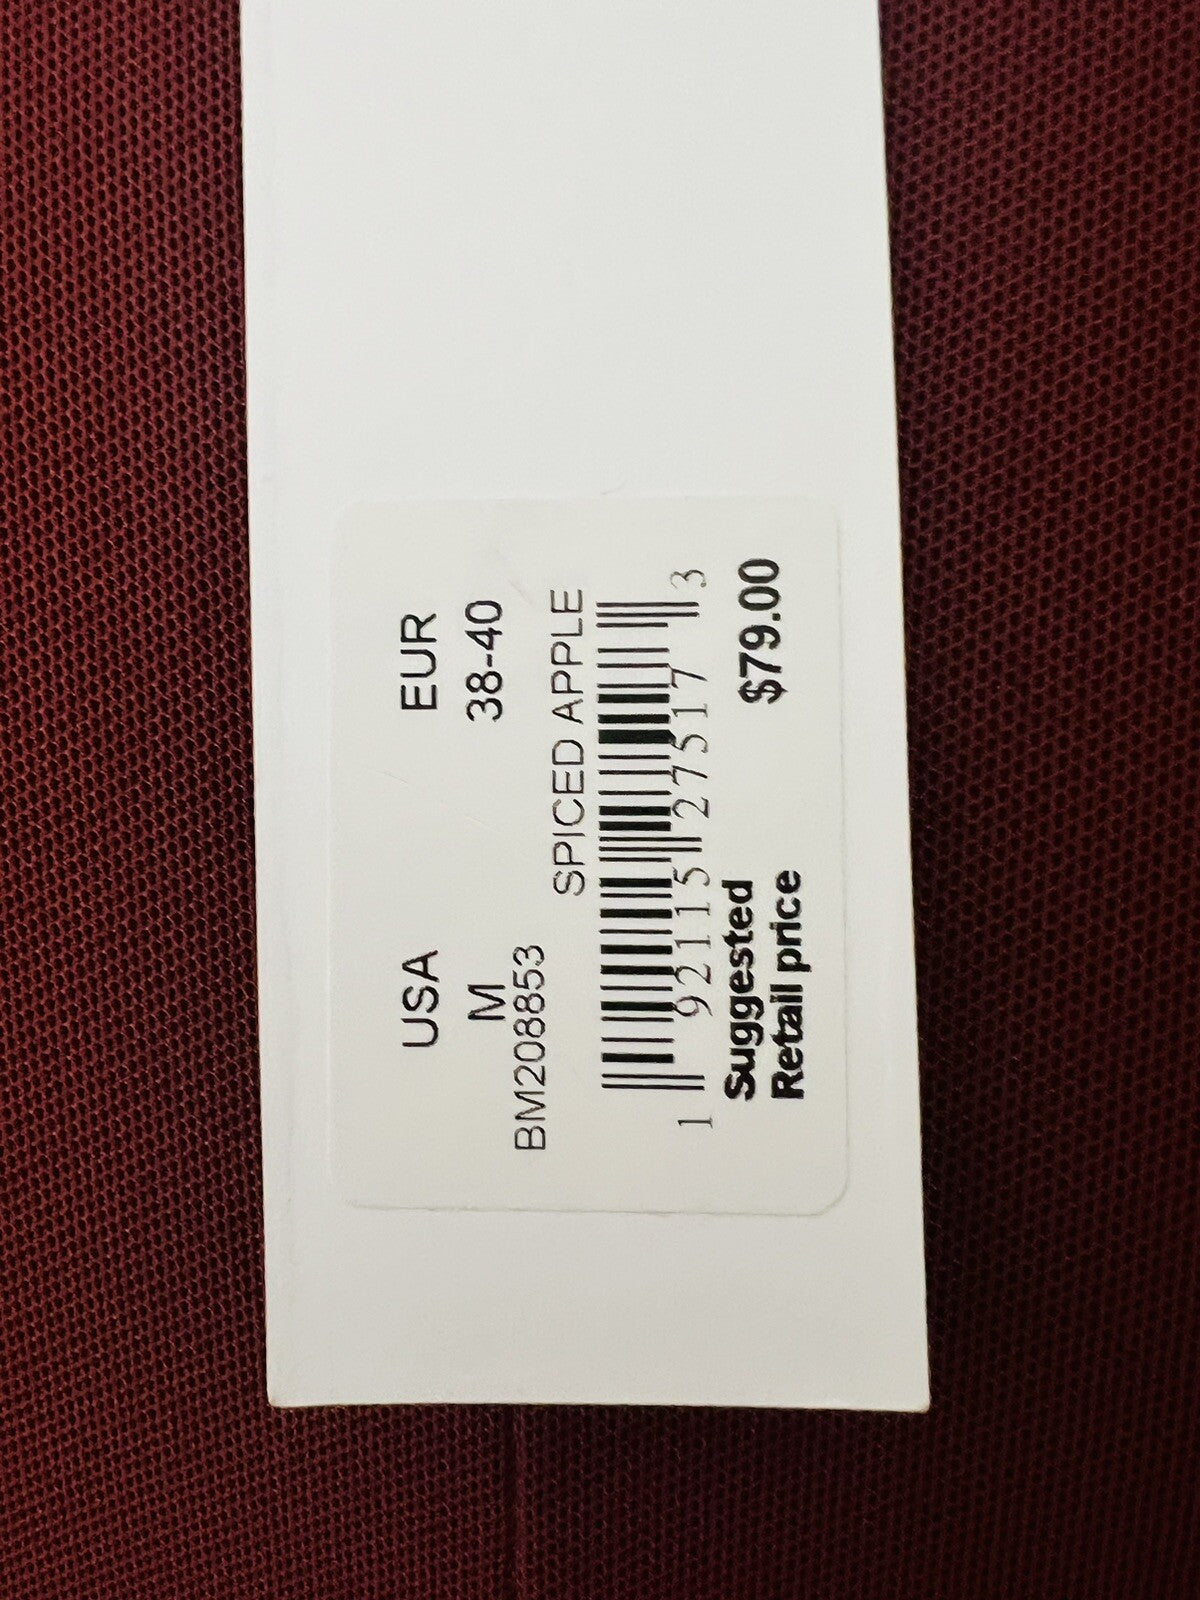 USA EUR
M 38-40
BM208853
SPICED APPLE
1 92115 27517 3
Suggested
Retail price $79.00